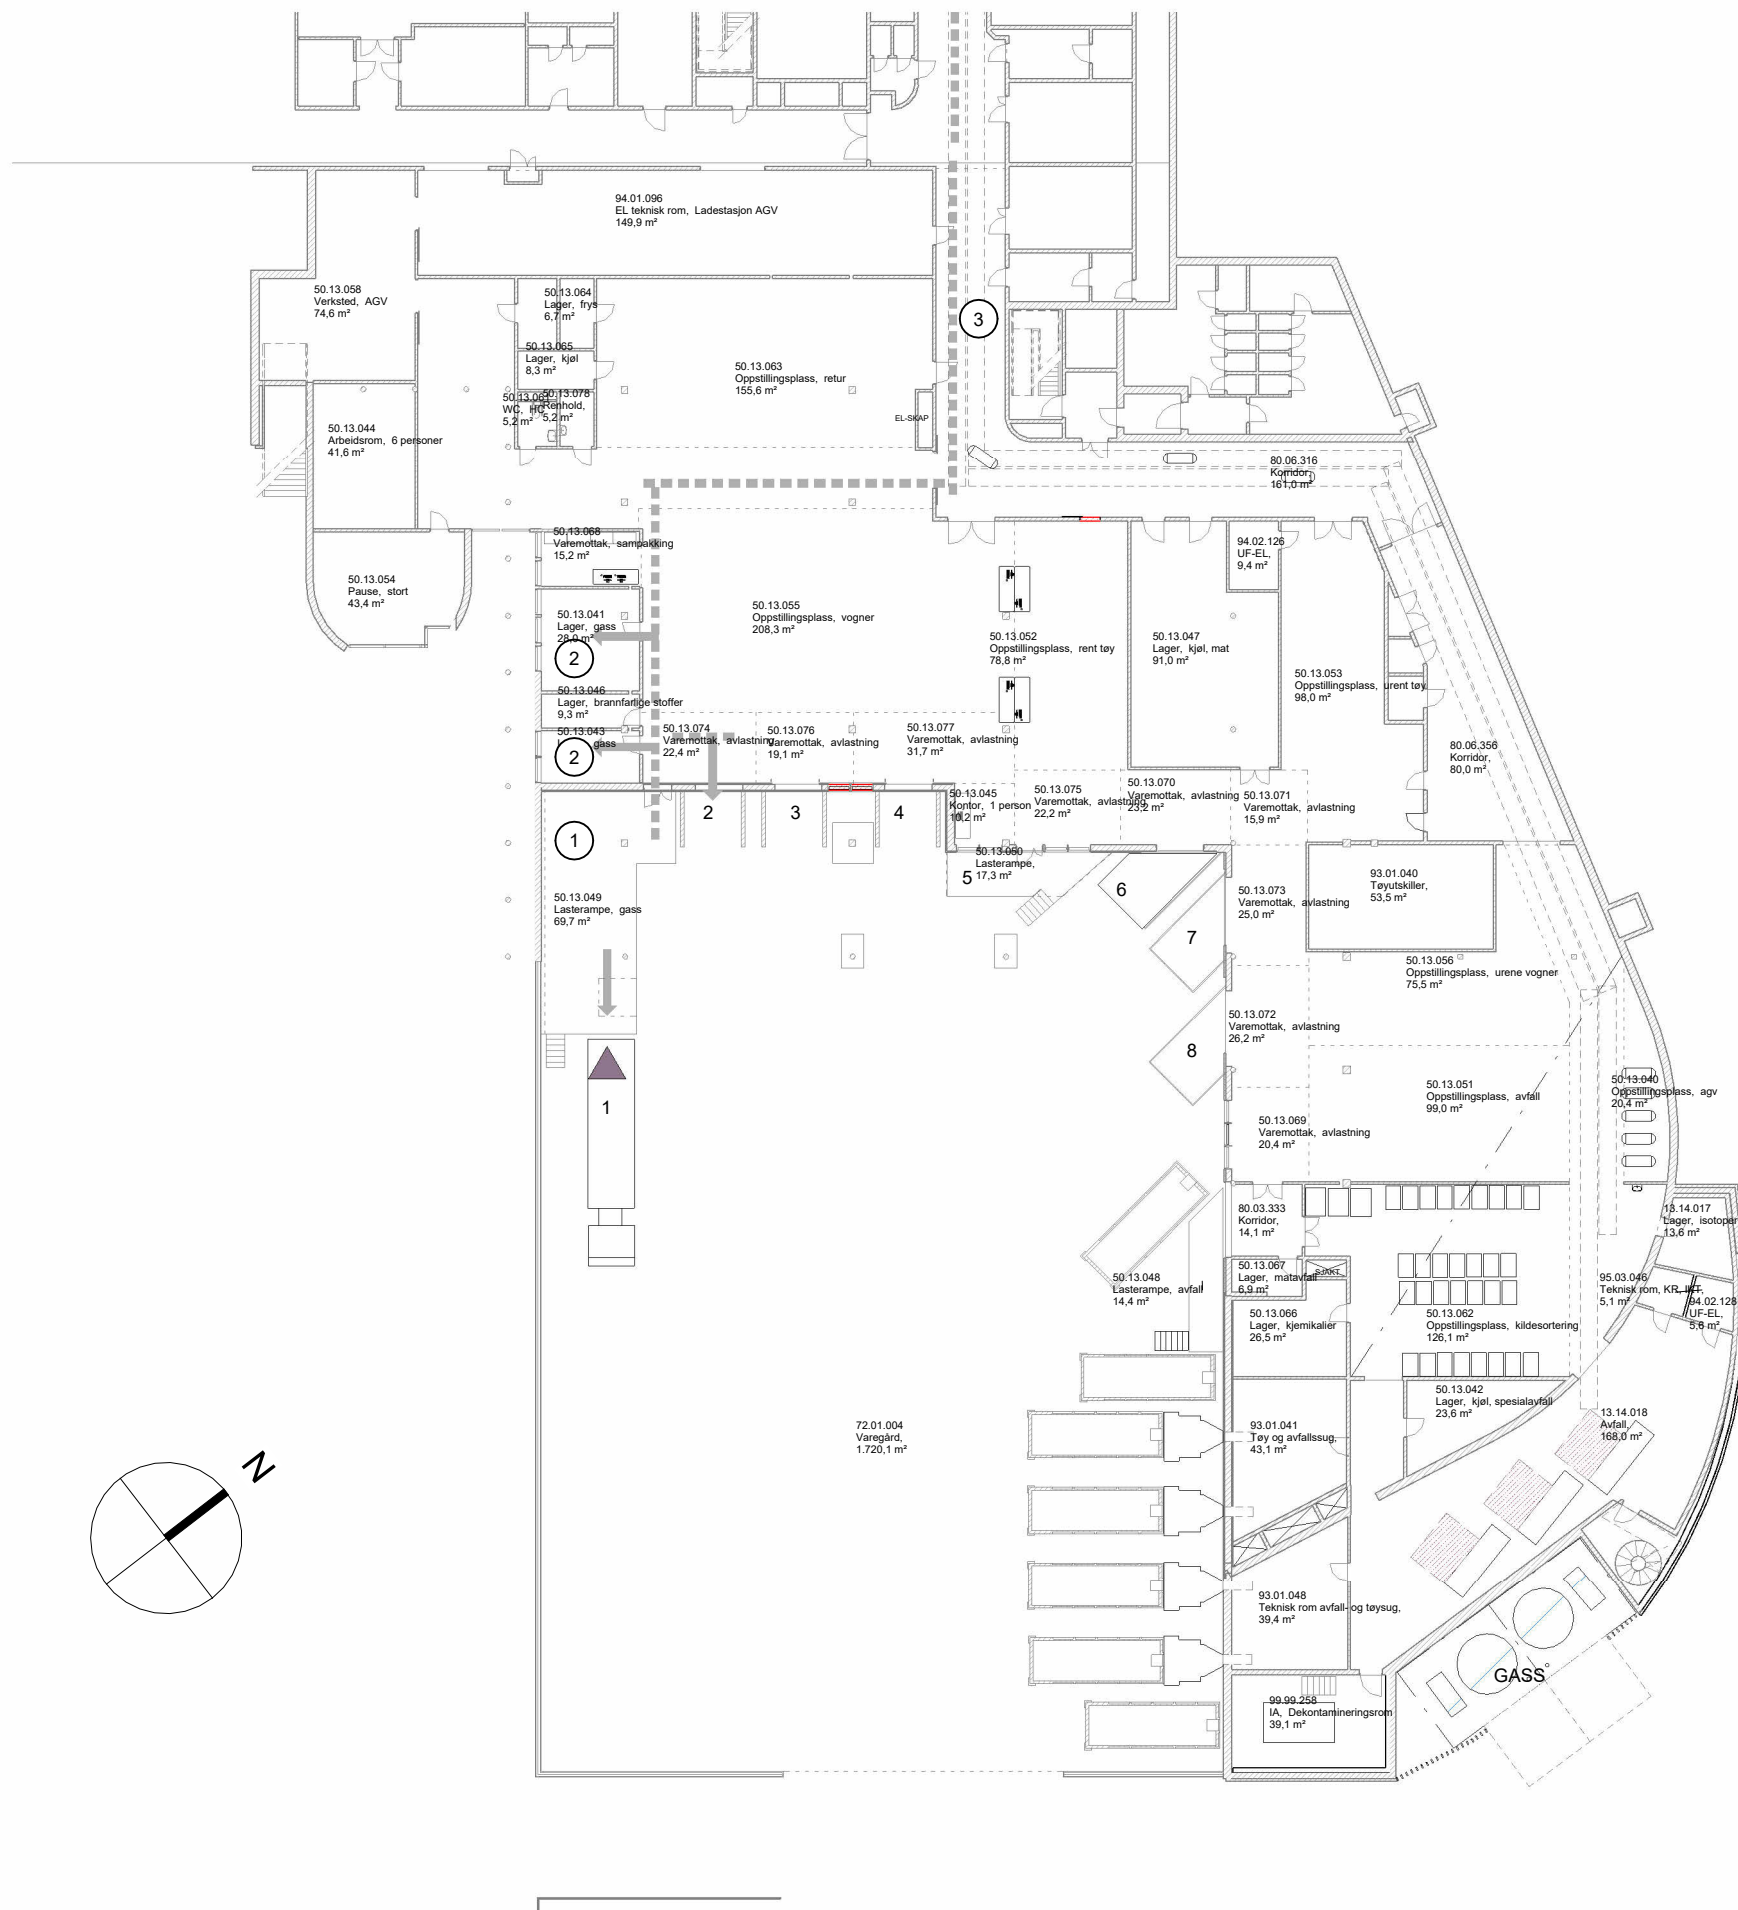 94.01.096
EL teknisk rom, Ladestasjon AGV
149,9 m²
50.13.058
Verksted, AGV
74,6 m²
50.13.064
Lager, frys
6,7 m²
3
50.13.065
Lager, kjøl
8,3 m²
50.13.063
Oppstillingsplass, retur
155,6 m²
50.13.061
WC, HC
5,2 m²
50.13.078
Renhold,
5,2 m²
EL-SKAP
50.13.044
Arbeidsrom, 6 personer
41,6 m²
80.06.316
Korridor,
161,0 m²
50.13.068
Varemottak, sampakking
15,2 m²
94.02.126
UF-EL,
9,4 m²
50.13.054
Pause, stort
43,4 m²
50.13.041
Lager, gass
28,0 m²
2
50.13.055
Oppstillingsplass, vogner
208,3 m²
50.13.052
Oppstillingsplass, rent tøy
78,8 m²
50.13.047
Lager, kjøl, mat
91,0 m²
50.13.053
Oppstillingsplass, urent tøy
98,0 m²
50.13.046
Lager, brannfarlige stoffer
9,3 m²
50.13.043
gass
2
50.13.074
Varemottak, avlastning
22,4 m²
50.13.076
Varemottak, avlastning
19,1 m²
50.13.077
Varemottak, avlastning
31,7 m²
80.06.356
Korridor,
80,0 m²
50.13.045
Kontor, 1 person
10,2 m²
50.13.075
Varemottak, avlastning
22,2 m²
50.13.070
Varemottak, avlastning
23,2 m²
50.13.071
Varemottak, avlastning
15,9 m²
1
2
3
4
50.13.050
Lasterampe,
17,3 m²
5
6
7
8
50.13.049
Lasterampe, gass
69,7 m²
50.13.073
Varemottak, avlastning
25,0 m²
93.01.040
Tøyutskiller,
53,5 m²
50.13.056
Oppstillingsplass, urene vogner
75,5 m²
50.13.072
Varemottak, avlastning
26,2 m²
1
50.13.051
Oppstillingsplass, avfall
99,0 m²
50.13.040
Oppstillingsplass, agv
20,4 m²
50.13.069
Varemottak, avlastning
20,4 m²
80.03.333
Korridor,
14,1 m²
13.14.017
Lager, isotoper
13,6 m²
50.13.048
Lasterampe, avfall
14,4 m²
50.13.067
Lager, matavfall
6,9 m²
SJAKT
95.03.046
Teknisk rom, KR, IKT,
5,1 m²
94.02.128
UF-EL,
5,6 m²
50.13.066
Lager, kjemikalier
26,5 m²
50.13.062
Oppstillingsplass, kildesortering
126,1 m²
50.13.042
Lager, kjøl, spesialavfall
23,6 m²
72.01.004
Varegård,
1.720,1 m²
93.01.041
Tøy og avfallssug,
43,1 m²
13.14.018
Avfall,
168,0 m²
N
93.01.048
Teknisk rom avfall- og tøysug,
39,4 m²
GASS
99.99.258
IA, Dekontamineringsrom
39,1 m²